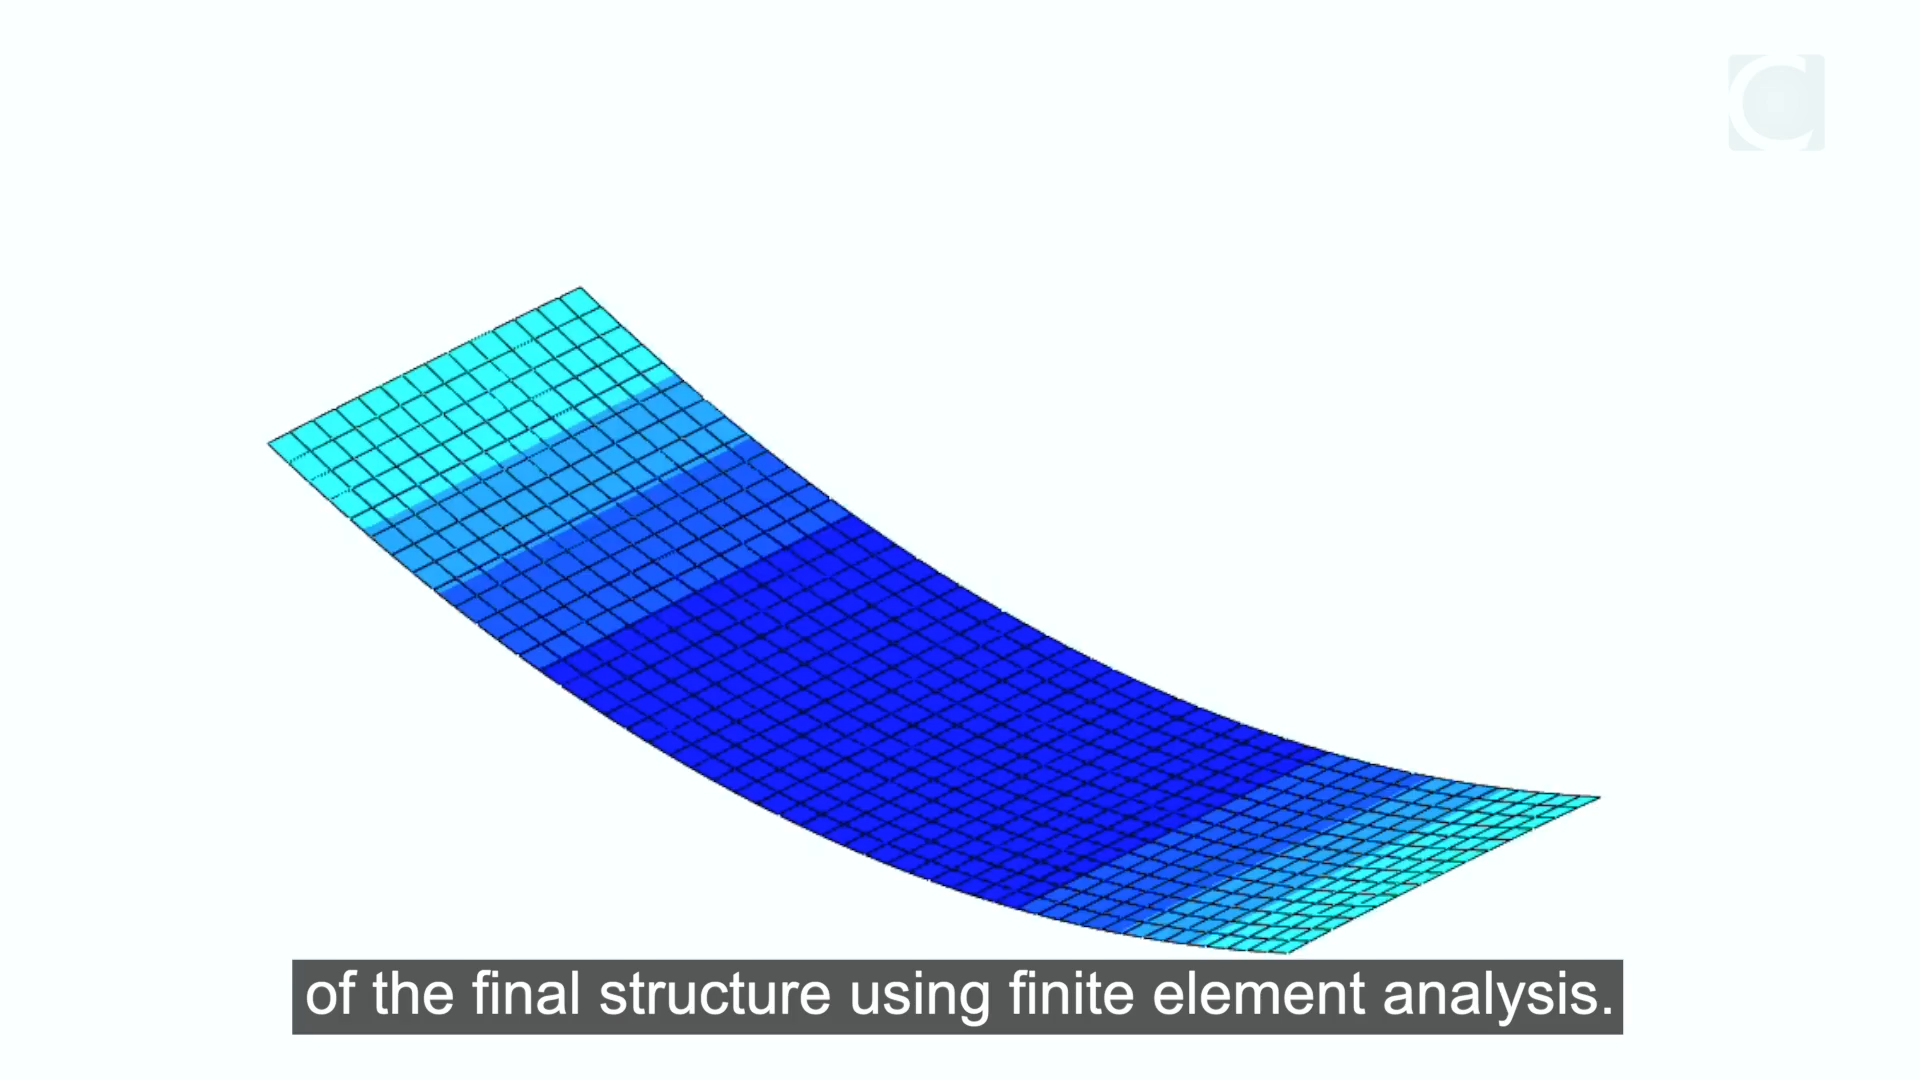 of the final structure using finite element analysis.